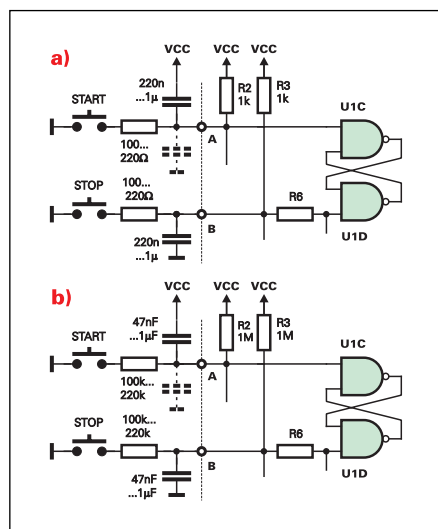 a)
VCC
VCC
VCC
220n
...1µ
R2
1k
R3
1k
U1C
START
100...
220Ω
A
STOP
100...
220Ω
R6
B
220n
...1µ
U1D
b)
VCC
VCC
VCC
47nF
...1µF
R2
1M
R3
1M
U1C
START
100k...
220k
A
STOP
100k...
220k
R6
B
47nF
...1µF
U1D